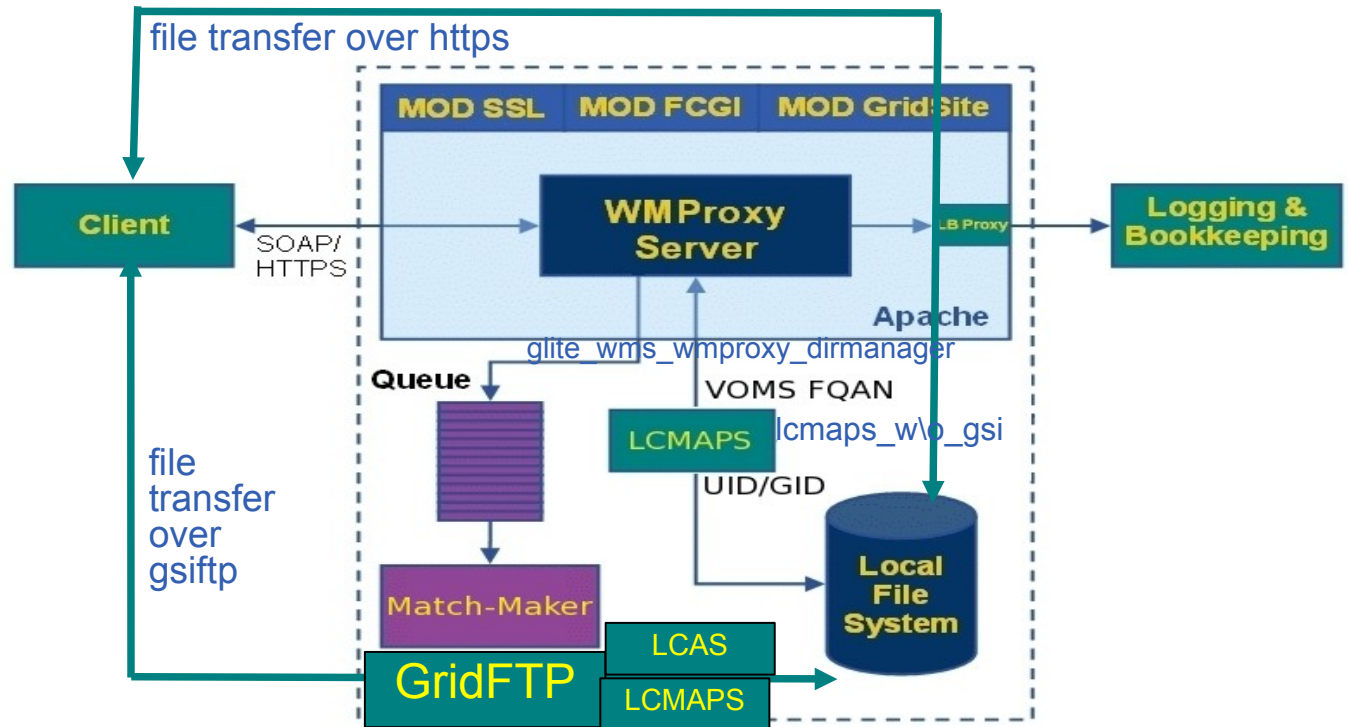 file transfer over https
MOD SSL
MOD FCGI
MOD GridSite
Client
SOAP/
HTTPS
WMProxy
Server
LB Proxy
Logging &
Bookkeeping
Apache
glite_wms_wmproxy_dirmanager
Queue
VOMS FQAN
LCMAPS
lcmaps_w\o_gsi
UID/GID
file
transfer
over
gsiftp
Match-Maker
Local
File
System
GridFTP
LCAS
LCMAPS